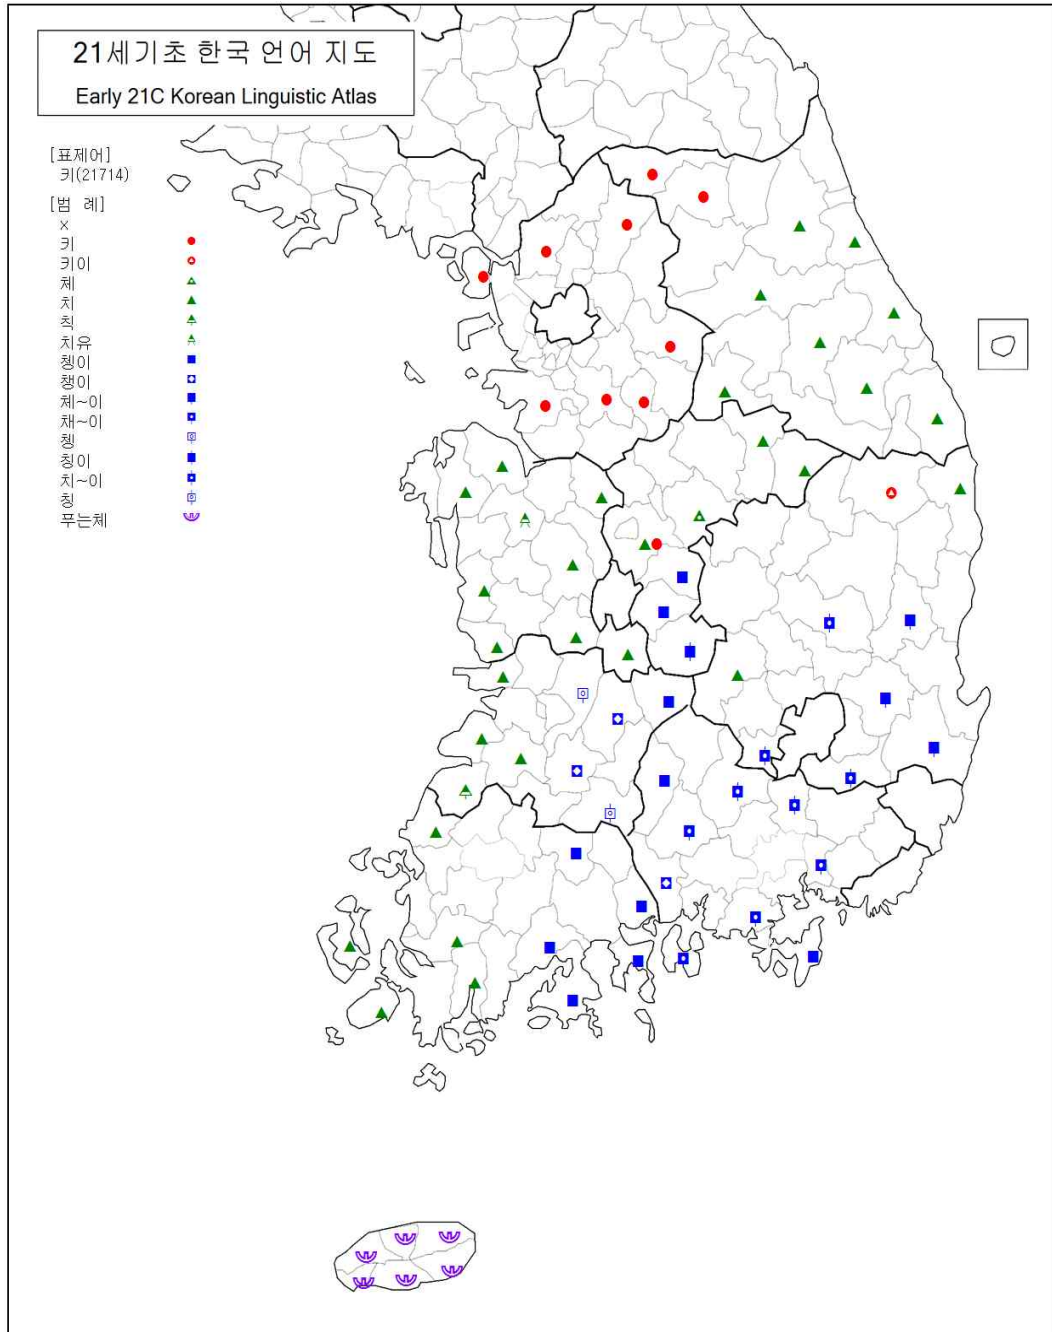 21세기초 한국 언어 지도
Early 21C Korean Linguistic Atlas
[표제어]
키(21714)
[범 례]
×
키
키이
체
치
칙
치유
쳉이
챙이
체~이
채~이
쳉
칭이
치~이
칭
푸는체